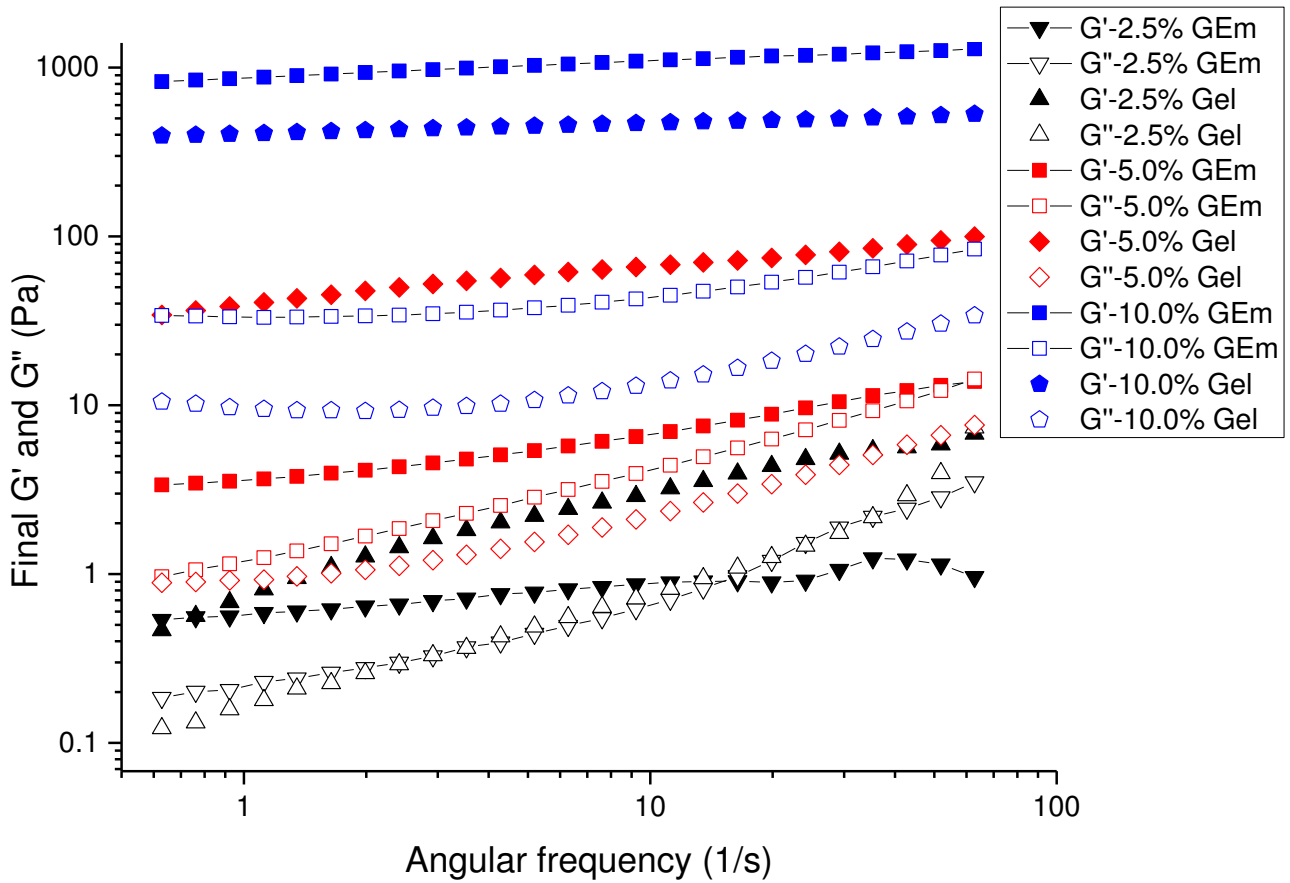 G'-2.5% GEm
G"-2.5% GEm
G'-2.5% Gel
G"-2.5% Gel
G'-5.0% GEm
G"-5.0% GEm
G'-5.0% Gel
G"-5.0% Gel
G'-10.0% GEm
G"-10.0% GEm
G'-10.0% Gel
G"-10.0% Gel
Final G' and G" (Pa)
1000
100
10
1
0.1
1
10
100
Angular frequency (1/s)